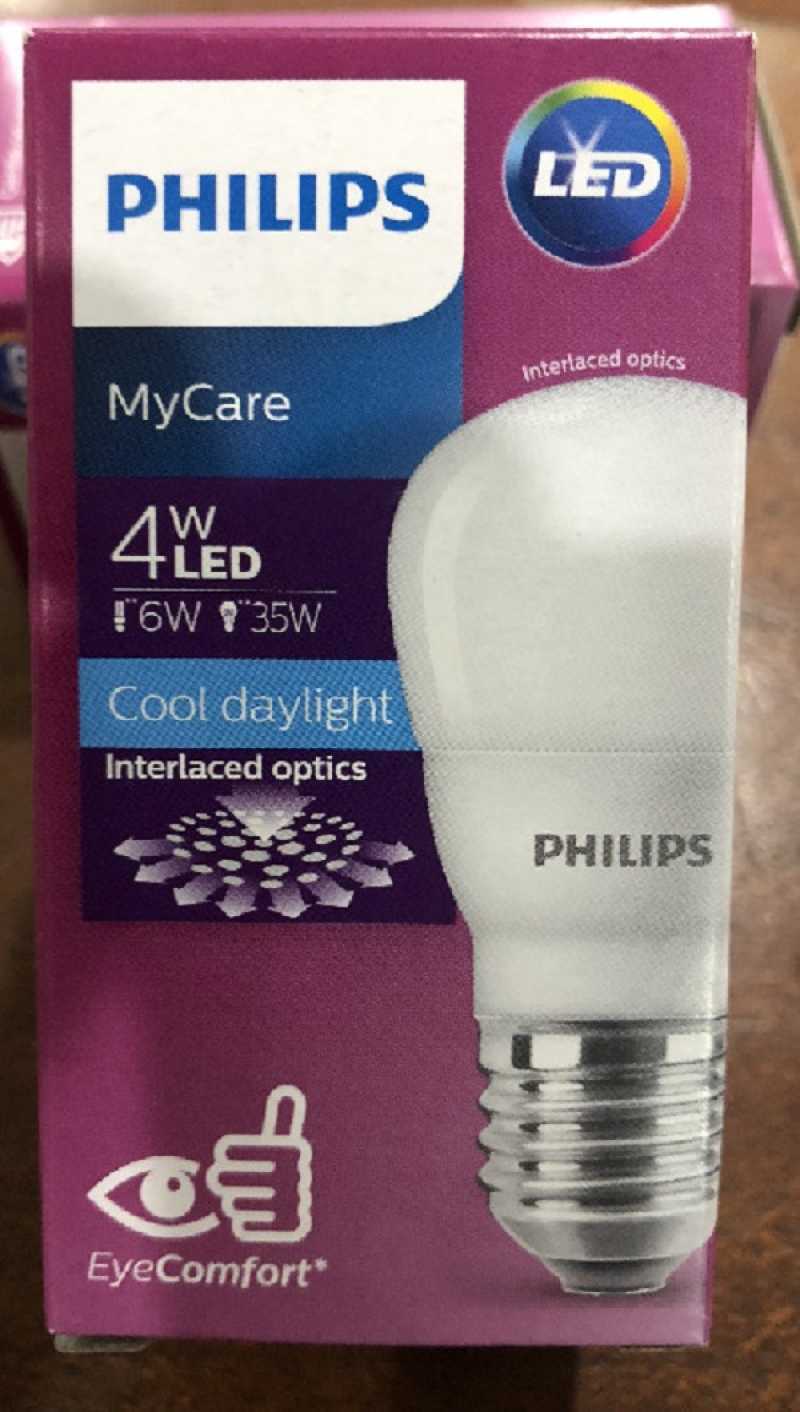 PHILIPS
LED
Interlaced optics
MyCare
4W
LED
6W 35W
Cool daylight
Interlaced optics
PHILIPS
EyeComfort*